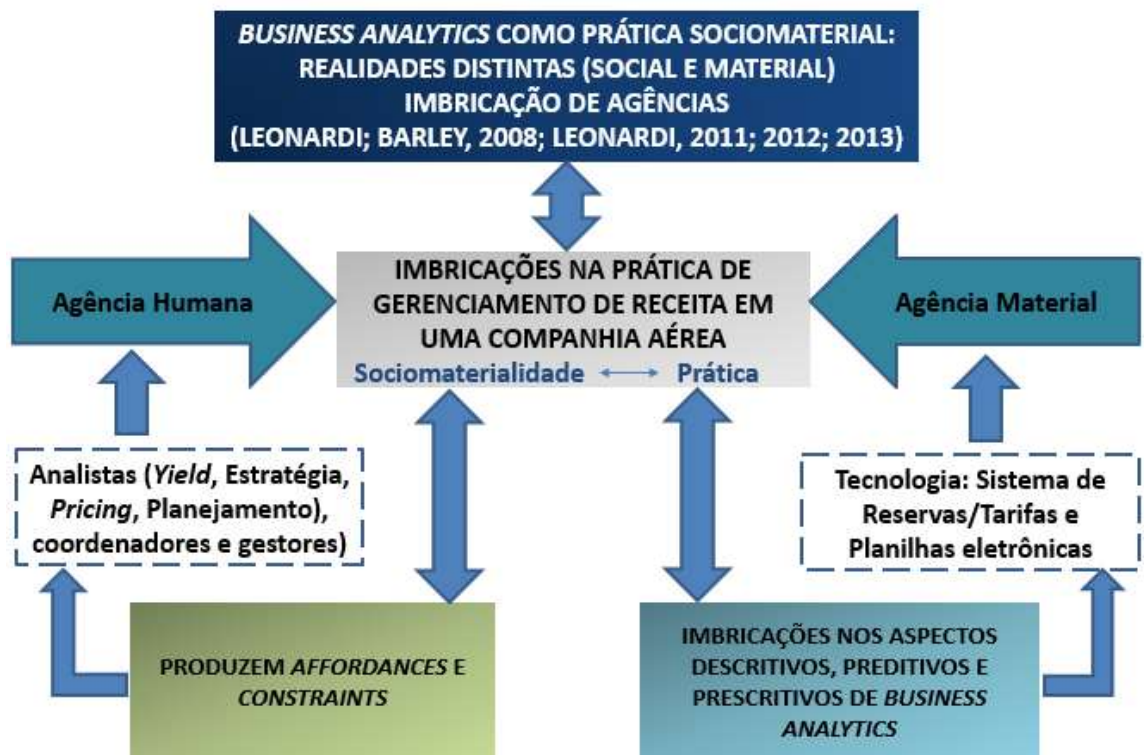 BUSINESS ANALYTICS COMO PRÁTICA SOCIOMATERIAL:
REALIDADES DISTINTAS (SOCIAL E MATERIAL)
IMBRICAÇÃO DE AGÊNCIAS
(LEONARDI; BARLEY, 2008; LEONARDI, 2011; 2012; 2013)
Agência Humana
IMBRICAÇÕES NA PRÁTICA DE
GERENCIAMENTO DE RECEITA EM
UMA COMPANHIA AÉREA
Sociomaterialidade Prática
Agência Material
Analistas (Yield, Estratégia,
Pricing, Planejamento),
coordenadores e gestores)
Tecnologia: Sistema de
Reservas/Tarifas e
Planilhas eletrônicas
PRODUZEM AFFORDANCES E
CONSTRAINTS
IMBRICAÇÕES NOS ASPECTOS
DESCRITIVOS, PREDITIVOS E
PRESCRITIVOS DE BUSINESS
ANALYTICS